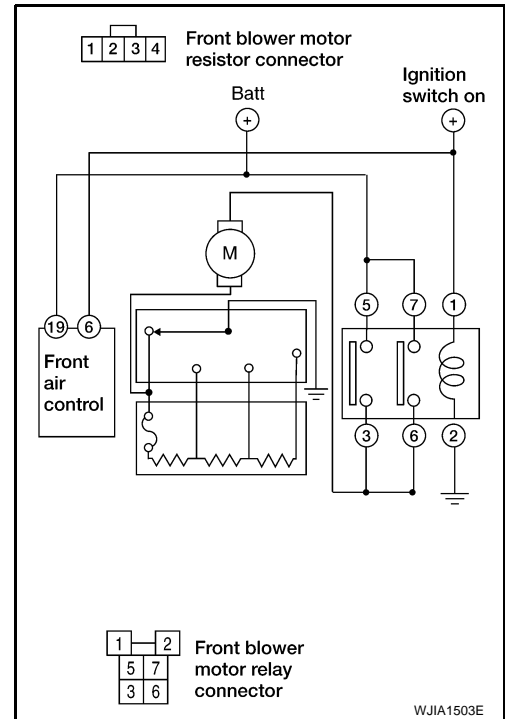 1 2 3 4
Front blower motor
resistor connector
Batt
Ignition
switch on
+
+
M
5 7 1
19 6
Front
air
control
3 6 2
1 2
5 7
3 6
Front blower
motor relay
connector
WJIA1503E